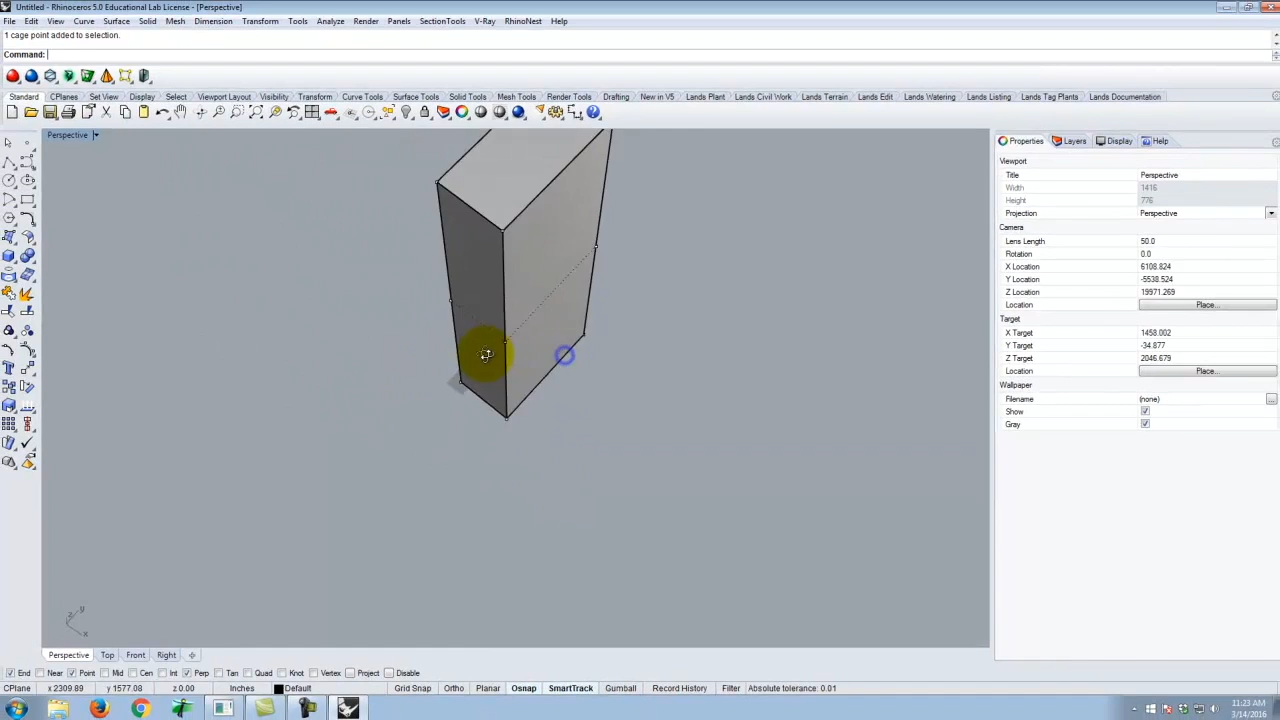 Untitled - Rhinoceros 5.0 Educational Lab License - [Perspective]
File Edit View Curve Surface Solid Mesh Dimension Transform Tools Analyze Render Panels SectionTools V-Ray RhinoNest Help
1 cage point added to selection.
Command:
Standard CPlanes Set View Display Select Viewport Layout Visibility Transform Curve Tools Surface Tools Solid Tools Mesh Tools Render Tools Drafting New in V5 Lands Plant Lands Civil Work Lands Terrain Lands Edit Lands Watering Lands Listing Lands Tag Plants Lands Documentation
Perspective
Properties Layers Display Help
Viewport
Title Perspective
Width 1416
Height 776
Projection Perspective
Camera
Lens Length 50.0
Rotation 0.0
X Location 6108.824
Y Location -5538.524
Z Location 19971.269
Location Place...
Target
X Target 1458.002
Y Target -34.877
Z Target 2046.679
Location Place...
Wallpaper
Filename (none) ...
Show
Gray
z y
x
Perspective Top Front Right
End Near Point Mid Cen Int Perp Tan Quad Knot Vertex Project Disable
CPlane x 2309.89 y 1577.08 z 0.00 Inches Default Grid Snap Ortho Planar Osnap SmartTrack Gumball Record History Filter Absolute tolerance: 0.01
11:23 AM
3/14/2016